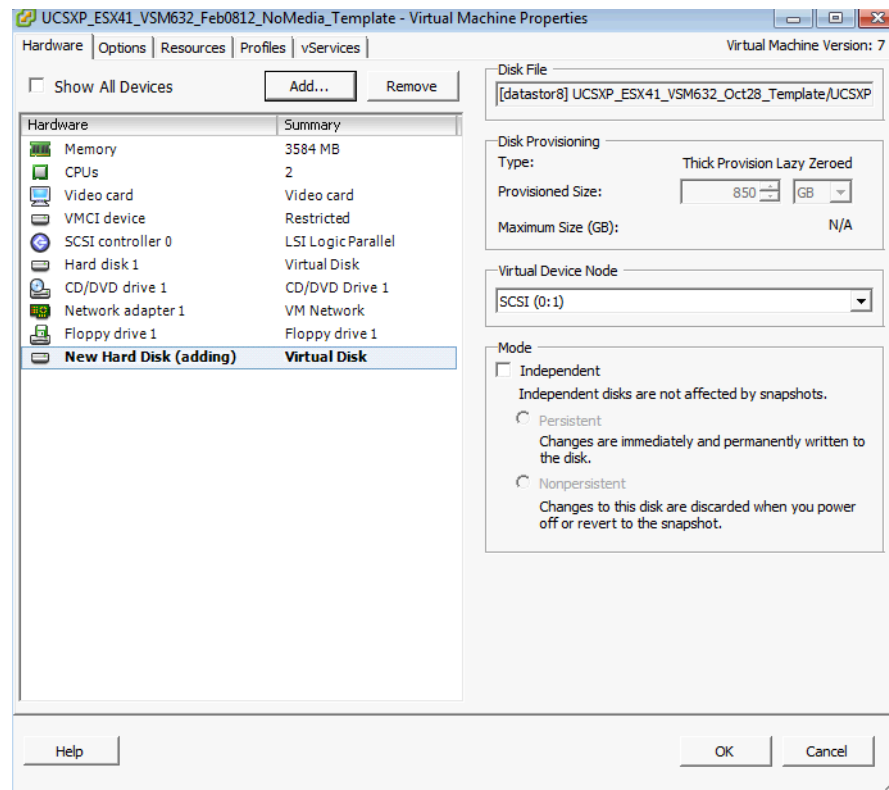 UCSXP_ESX41_VSM632_Feb0812_NoMedia_Template - Virtual Machine Properties
Hardware Options Resources Profiles vServices
Virtual Machine Version: 7
Show All Devices
Add...
Remove
Hardware Summary
Memory 3584 MB
CPUs 2
Video card Video card
VMCI device Restricted
SCSI controller 0 LSI Logic Parallel
Hard disk 1 Virtual Disk
CD/DVD drive 1 CD/DVD Drive 1
Network adapter 1 VM Network
Floppy drive 1 Floppy drive 1
New Hard Disk (adding) Virtual Disk
Disk File
[datastor8] UCSXP_ESX41_VSM632_Oct28_Template/UCSXP
Disk Provisioning
Type: Thick Provision Lazy Zeroed
Provisioned Size: 850 GB
Maximum Size (GB): N/A
Virtual Device Node
SCSI (0:1)
Mode
Independent
Independent disks are not affected by snapshots.
Persistent
Changes are immediately and permanently written to
the disk.
Nonpersistent
Changes to this disk are discarded when you power
off or revert to the snapshot.
Help
OK
Cancel